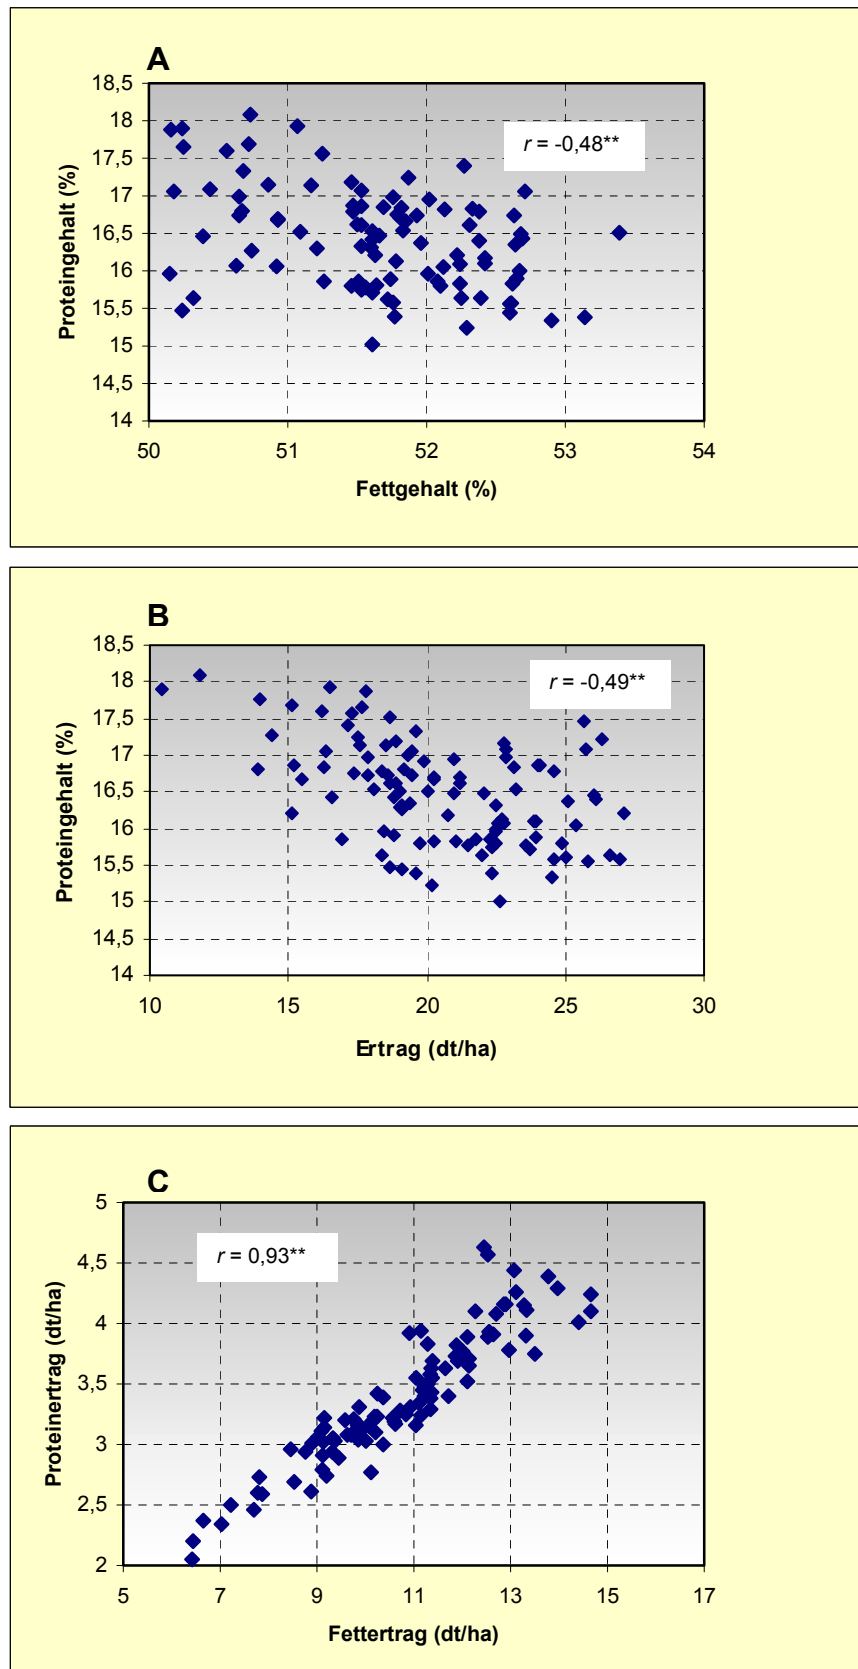 A
18,5
18
17,5
17
16,5
16
15,5
15
14,5
14
Proteingehalt (%)
r = -0,48**
50 51 52 53 54
Fettgehalt (%)
B
18,5
18
17,5
17
16,5
16
15,5
15
14,5
14
Proteingehalt (%)
r = -0,49**
10 15 20 25 30
Ertrag (dt/ha)
C
5
4,5
4
3,5
3
2,5
2
Proteinertrag (dt/ha)
r = 0,93**
5 7 9 11 13 15 17
Fettertrag (dt/ha)